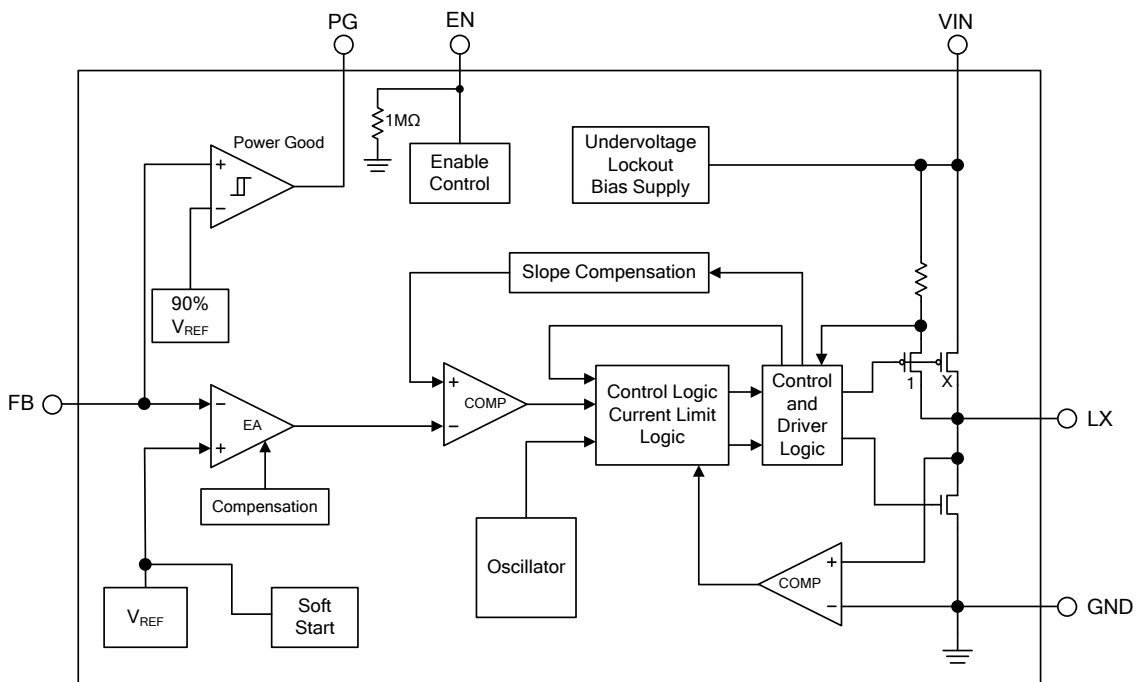 PG
EN
VIN
1MΩ
Power Good
+
−
Enable
Control
Undervoltage
Lockout
Bias Supply
90%
VREF
Slope Compensation
FB
−
EA
+
+
COMP
−
Control Logic
Current Limit
Logic
Control
and
Driver
Logic
1
X
LX
Compensation
Oscillator
COMP
+
−
VREF
Soft
Start
GND